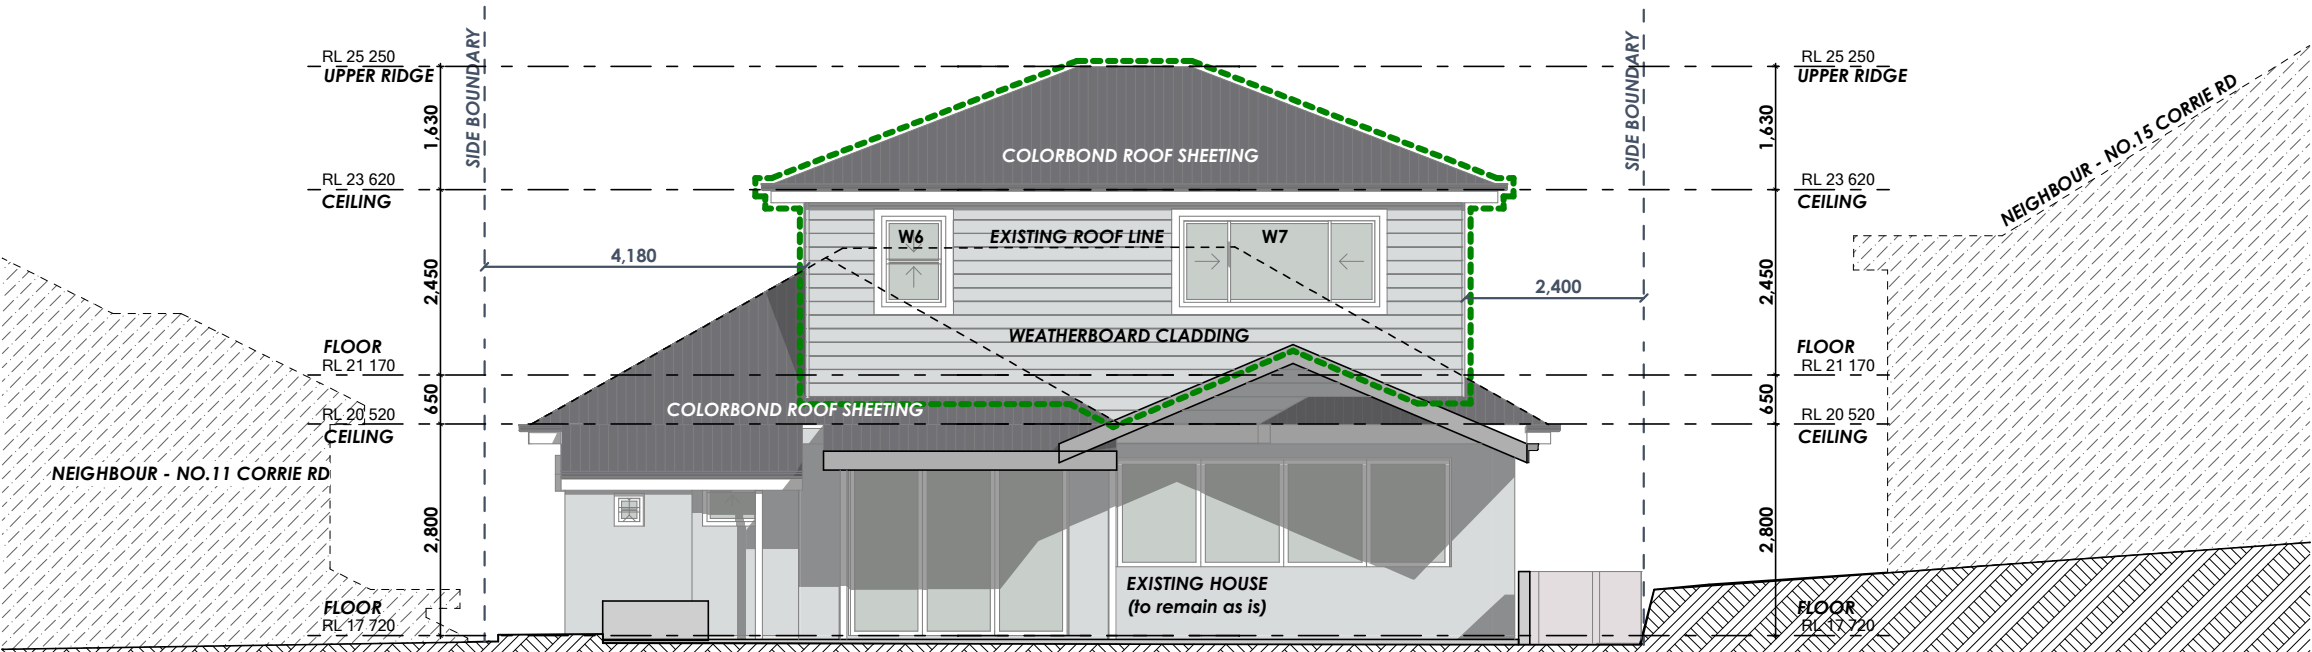 RL 25 250
UPPER RIDGE
1,630
RL 23 620
CEILING
2,450
FLOOR
RL 21 170
650
RL 20 520
CEILING
NEIGHBOUR - NO.11 CORRIE RD
2,800
FLOOR
RL 17 720
SIDE BOUNDARY
4,180
COLORBOND ROOF SHEETING
W6
EXISTING ROOF LINE
W7
WEATHERBOARD CLADDING
COLORBOND ROOF SHEETING
EXISTING HOUSE
(to remain as is)
2,400
SIDE BOUNDARY
RL 25 250
UPPER RIDGE
1,630
RL 23 620
CEILING
2,450
FLOOR
RL 21 170
650
RL 20 520
CEILING
2,800
FLOOR
RL 17 720
NEIGHBOUR - NO.15 CORRIE RD